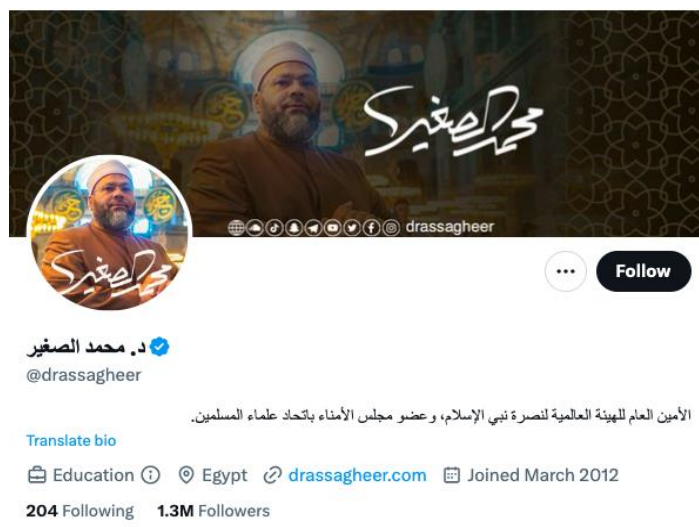 محمد الصغير
drassagheer
محمد الصغير
Follow
د. محمد الصغير
@drassagheer
الأمين العام للهيئة العالمية لنصرة نبي الإسلام، وعضو مجلس الأمناء باتحاد علماء المسلمين.
Translate bio
Education Egypt drassagheer.com Joined March 2012
204 Following 1.3M Followers